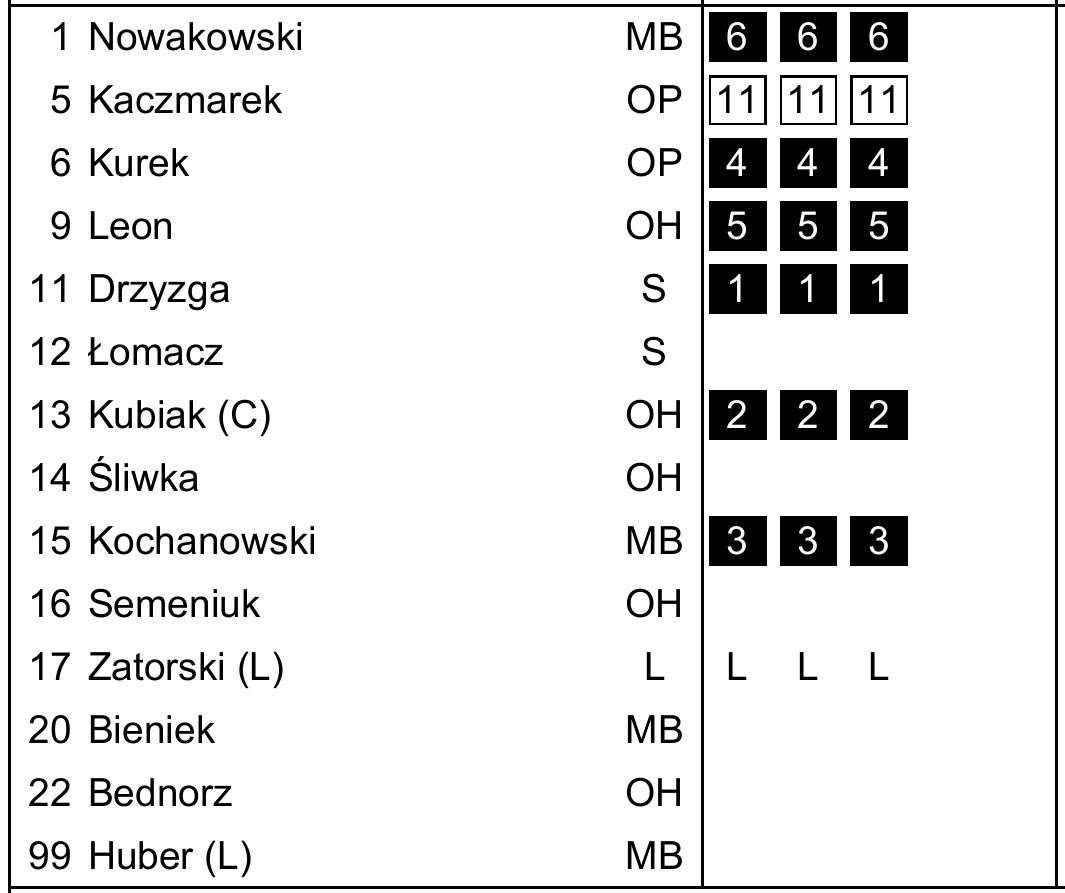 1 Nowakowski MB 6 6 6
5 Kaczmarek OP 11 11 11
6 Kurek OP 4 4 4
9 Leon OH 5 5 5
11 Drzyzga S 1 1 1
12 Łomacz S
13 Kubiak (C) OH 2 2 2
14 Śliwka OH
15 Kochanowski MB 3 3 3
16 Semeniuk OH
17 Zatorski (L) L L L L
20 Bieniek MB
22 Bednorz OH
99 Huber (L) MB